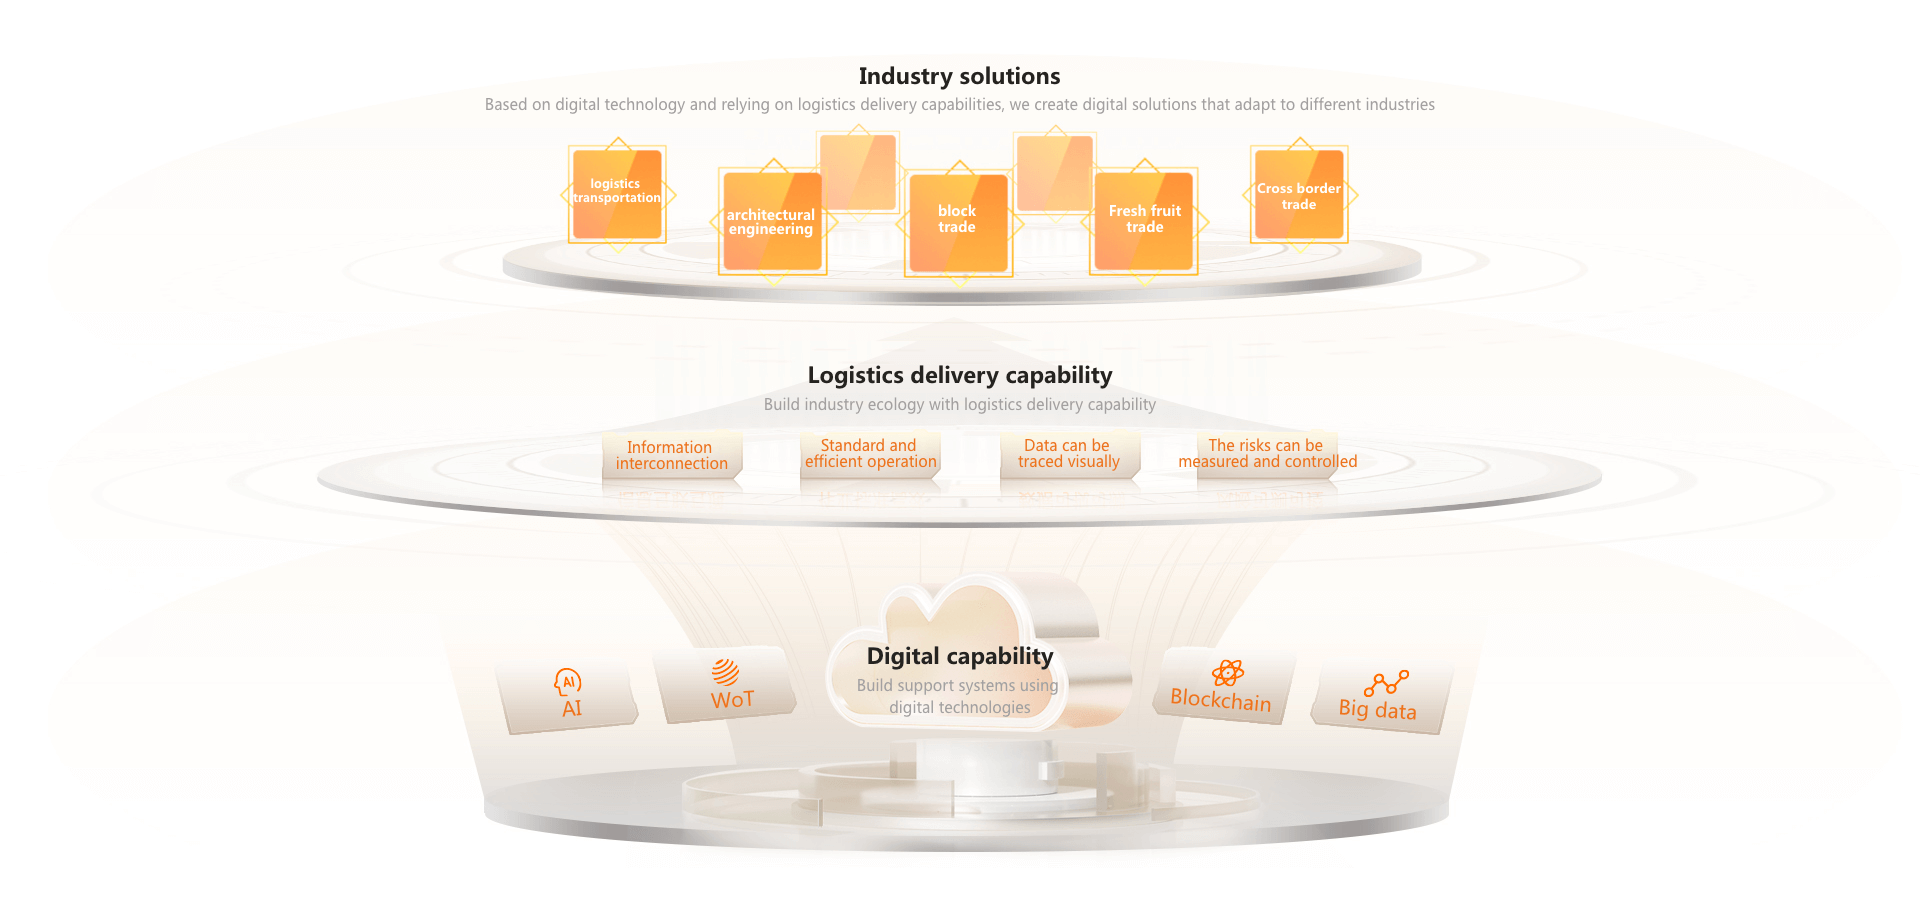 Industry solutions
Based on digital technology and relying on logistics delivery capabilities, we create digital solutions that adapt to different industries
logistics
transportation
architectural
engineering
block
trade
Fresh fruit
trade
Cross border
trade
Logistics delivery capability
Build industry ecology with logistics delivery capability
Information
interconnection
Standard and
efficient operation
Data can be
traced visually
The risks can be
measured and controlled
Digital capability
Build support systems using
digital technologies
AI
AI
WoT
Blockchain
Big data